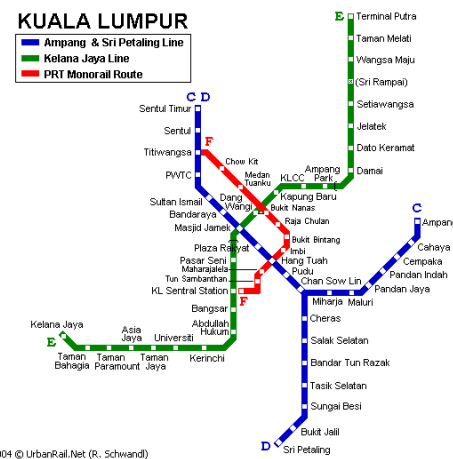 KUALA LUMPUR
Ampang & Sri Petaling Line
Kelana Jaya Line
PRT Monorail Route
E
Terminal Putra
Taman Melati
Wangsa Maju
(Sri Rampai)
Setiawangsa
Jelatek
Dato Keramat
Damai
C D
Sentul Timur
Sentul
Titiwangsa
PWTC
F
Chow Kit
Medan
Tuanku
KLCC
Ampang
Park
Kapung Baru
Sultan Ismail
Dang
Wangi
Bukit Nanas
Bandaraya
Masjid Jamek
Raja Chulan
Plaza Rakyat
Bukit Bintang
Imbi
Hang Tuah
Pudu
Pasar Seni
Maharajalela
Tun Sambanthan
KL Sentral Station
F
Chan Sow Lin
C
Ampang
Cahaya
Cempaka
Pandan Indah
Pandan Jaya
Miharja
Maluri
Bangsar
Abdullah
Hukum
Kerinchi
Universiti
Asia
Jaya
Taman
Jaya
Taman
Paramount
Taman
Bahagia
Kelana Jaya
E
Cheras
Salak Selatan
Bandar Tun Razak
Tasik Selatan
Sungai Besi
Bukit Jalil
D
Sri Petaling
04 © UrbanRail.Net (R. Schwandl)